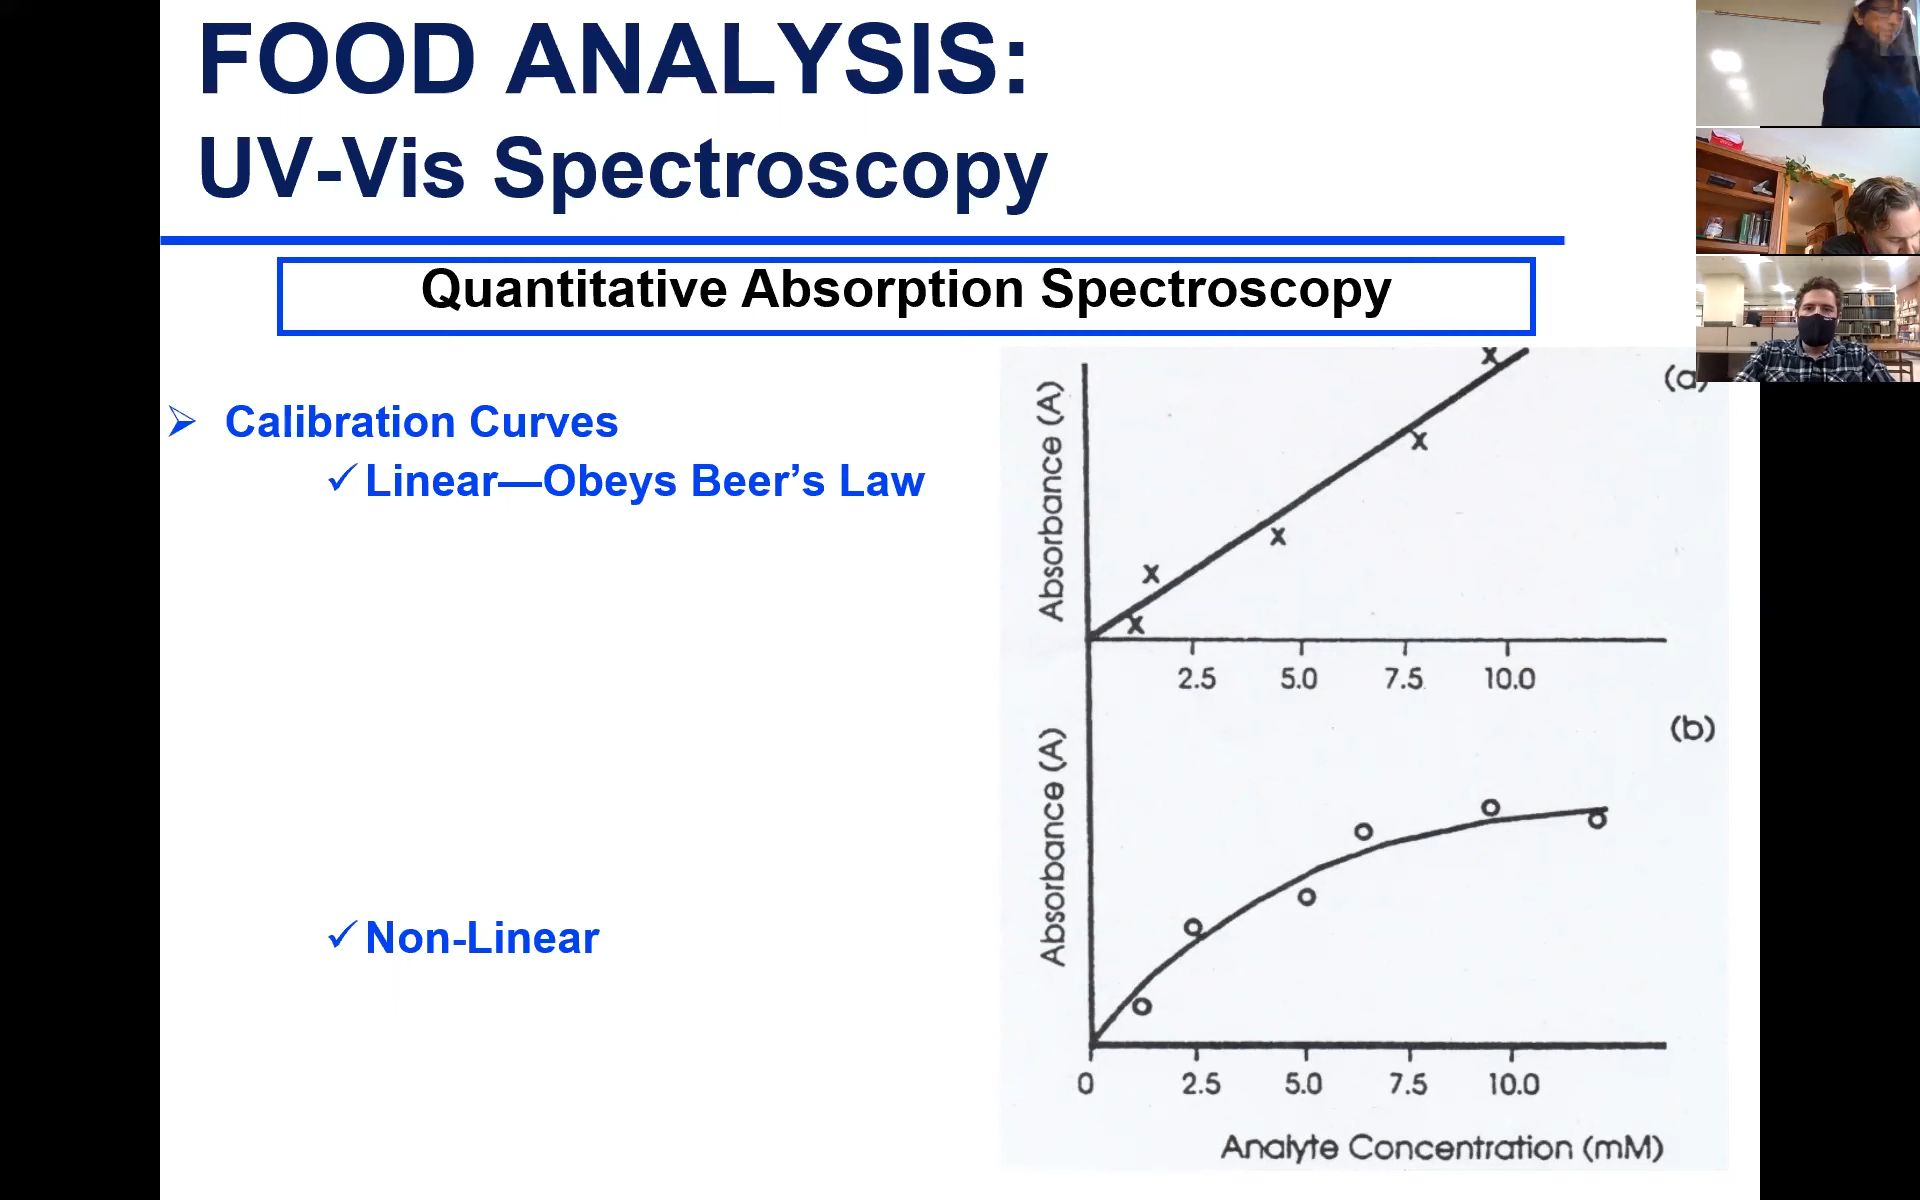 FOOD ANALYSIS:
UV-Vis Spectroscopy
Quantitative Absorption Spectroscopy
Calibration Curves
Linear—Obeys Beer’s Law
Non-Linear
Absorbance (A)
(a)
2.5 5.0 7.5 10.0
Absorbance (A)
(b)
0 2.5 5.0 7.5 10.0
Analyte Concentration (mM)